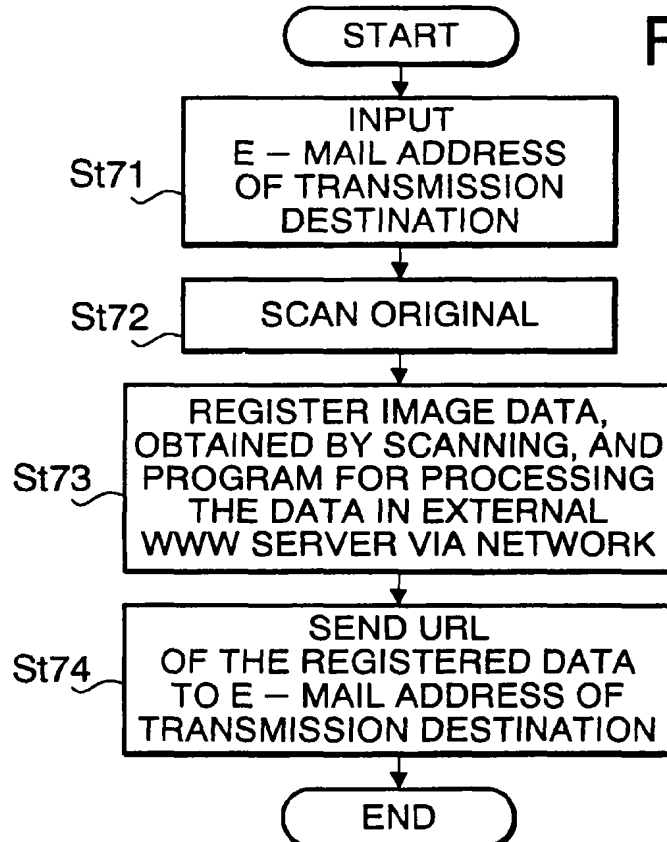 START
F
St71
INPUT
E – MAIL ADDRESS
OF TRANSMISSION
DESTINATION
St72
SCAN ORIGINAL
St73
REGISTER IMAGE DATA,
OBTAINED BY SCANNING, AND
PROGRAM FOR PROCESSING
THE DATA IN EXTERNAL
WWW SERVER VIA NETWORK
St74
SEND URL
OF THE REGISTERED DATA
TO E – MAIL ADDRESS OF
TRANSMISSION DESTINATION
END